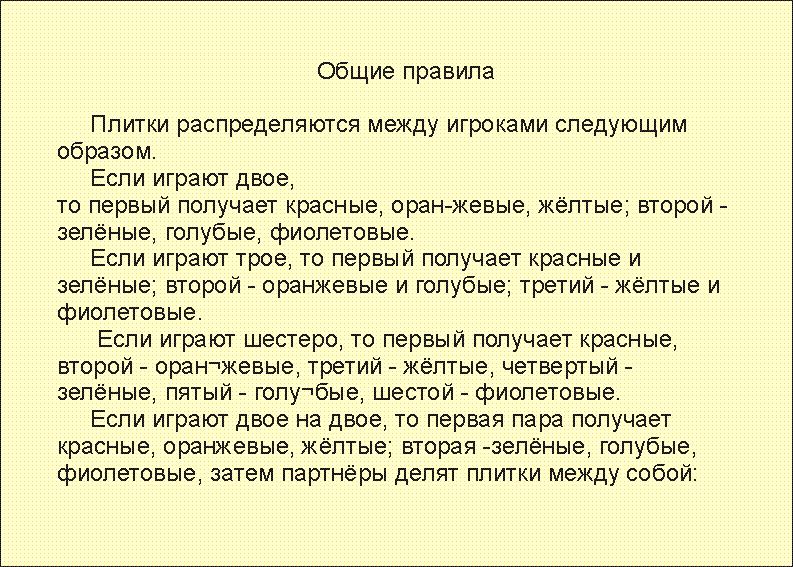 Общие правила
Плитки распределяются между игроками следующим
образом.
Если играют двое,
то первый получает красные, оран-жевые, жёлтые; второй -
зелёные, голубые, фиолетовые.
Если играют трое, то первый получает красные и
зелёные; второй - оранжевые и голубые; третий - жёлтые и
фиолетовые.
Если играют шестеро, то первый получает красные,
второй - оран¬жевые, третий - жёлтые, четвертый -
зелёные, пятый - голу¬бые, шестой - фиолетовые.
Если играют двое на двое, то первая пара получает
красные, оранжевые, жёлтые; вторая -зелёные, голубые,
фиолетовые, затем партнёры делят плитки между собой: